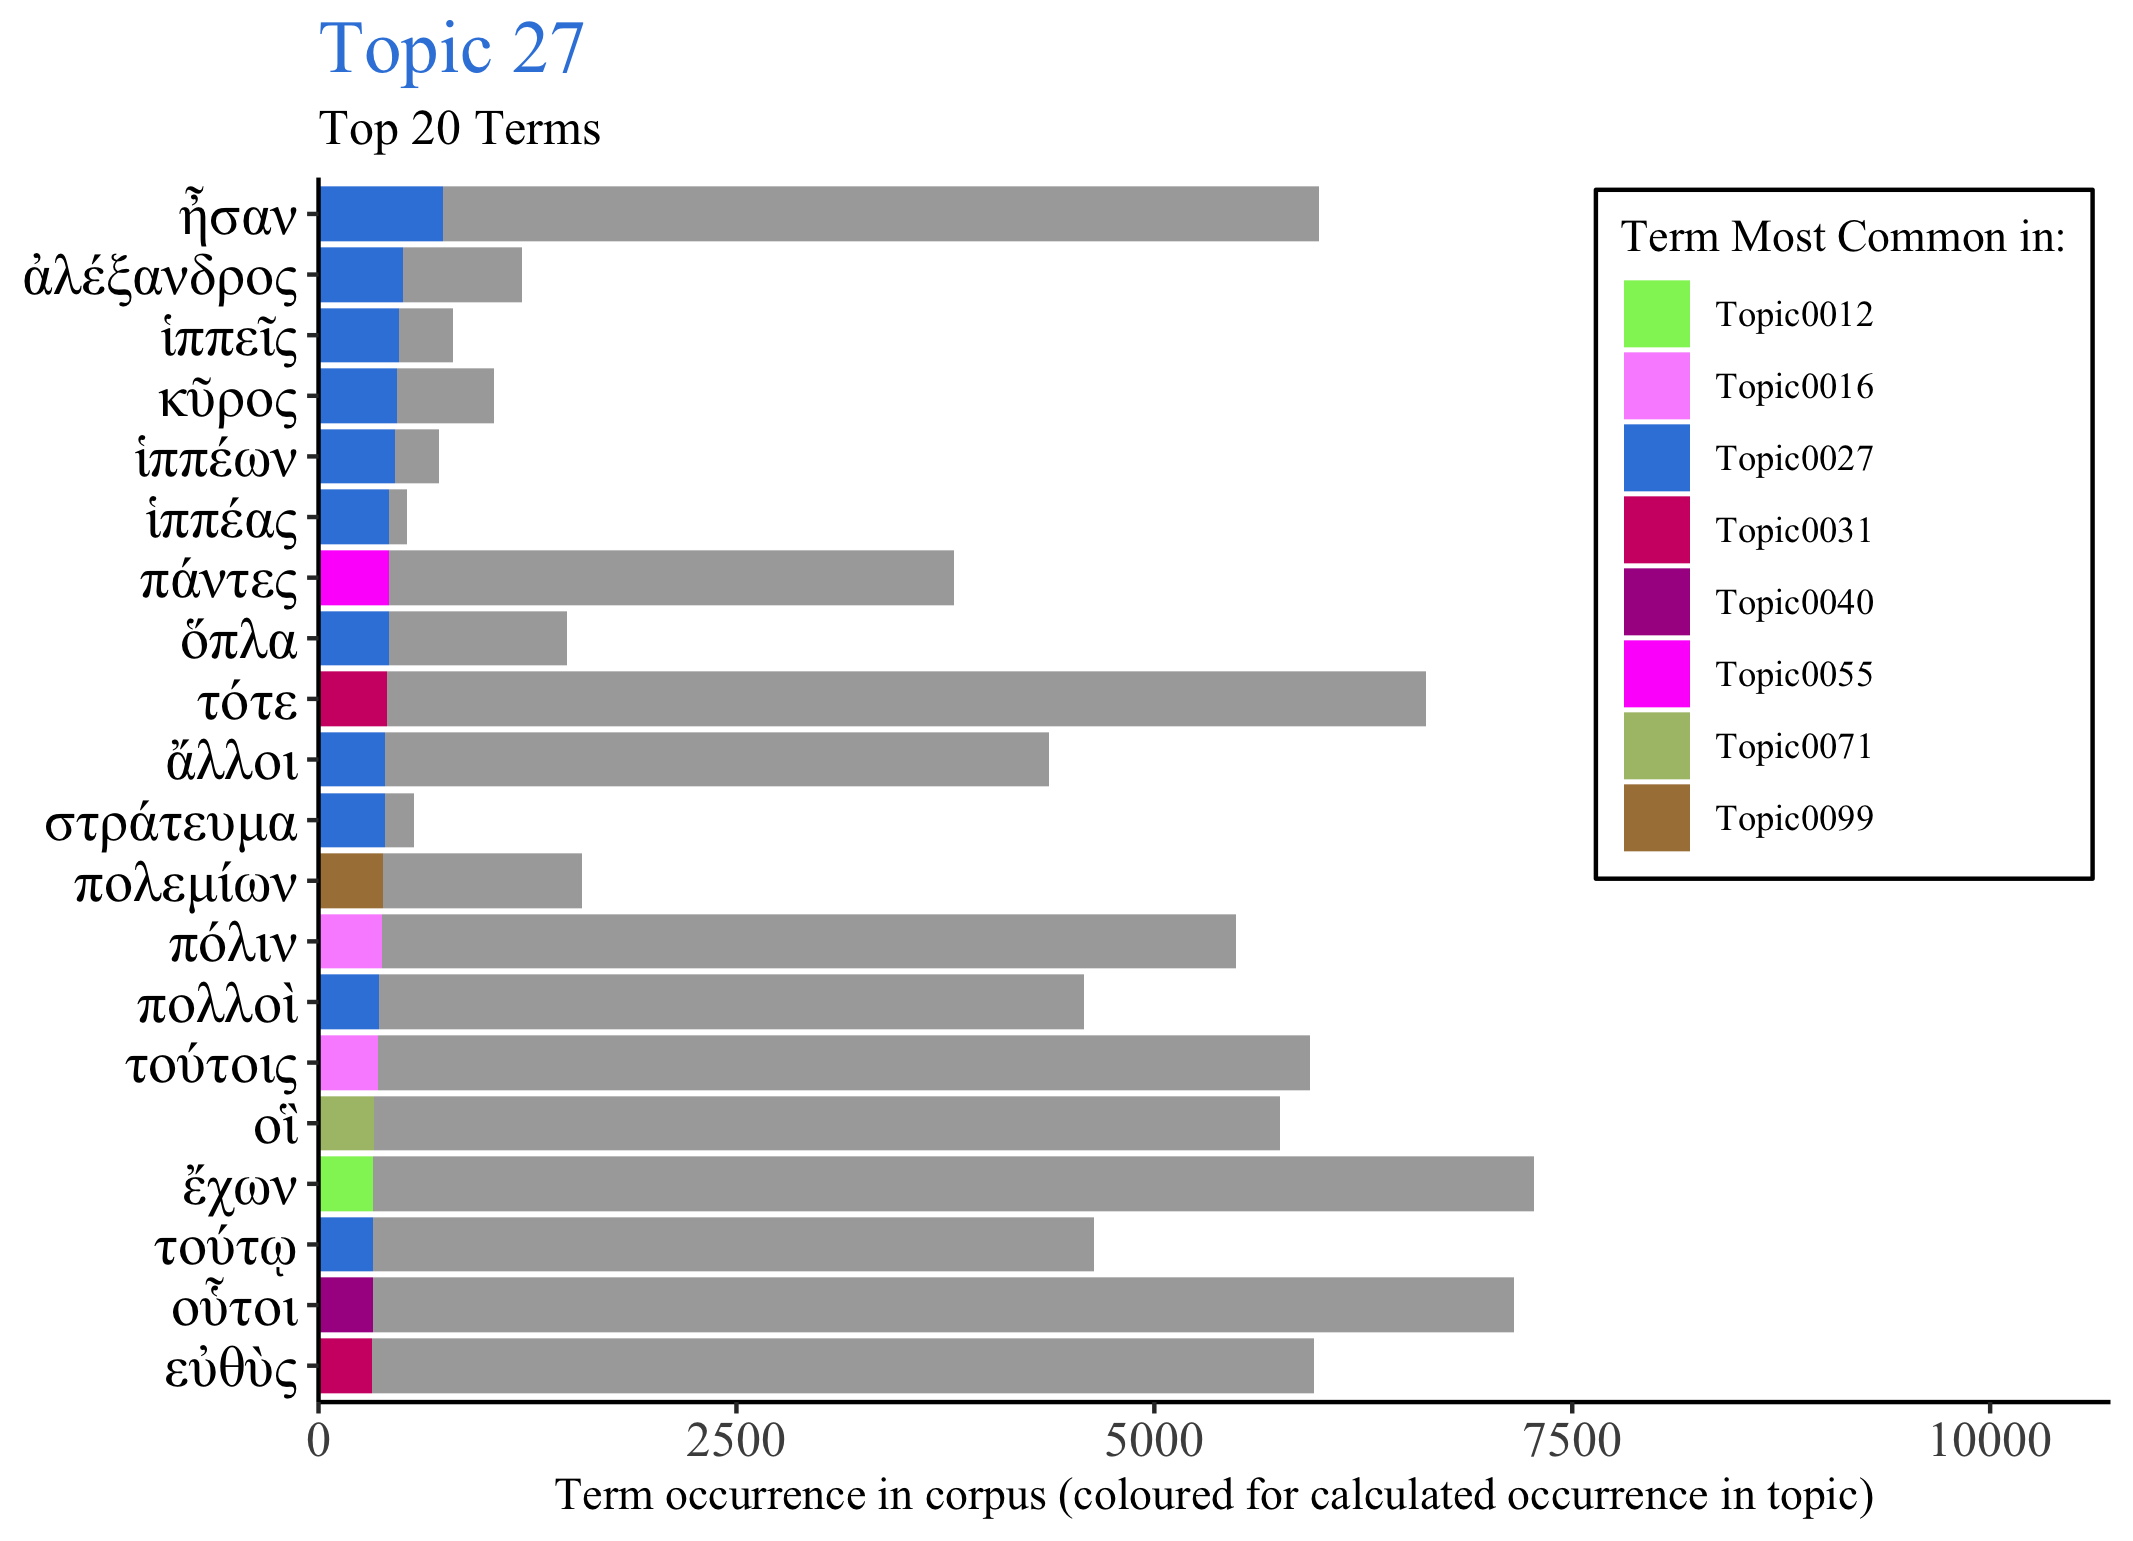 Topic 27
Top 20 Terms
ἦσαν
ἀλέξανδρος
ἱππεῖς
κῦρος
ἱππέων
ἱππέας
πάντες
ὅπλα
τότε
ἄλλοι
στράτευμα
πολεμίων
πόλιν
πολλοὶ
τούτοις
οἳ
ἔχων
τούτῳ
οὗτοι
εὐθὺς
0 2500 5000 7500 10000
Term occurrence in corpus (coloured for calculated occurrence in topic)
Term Most Common in:
Topic0012
Topic0016
Topic0027
Topic0031
Topic0040
Topic0055
Topic0071
Topic0099